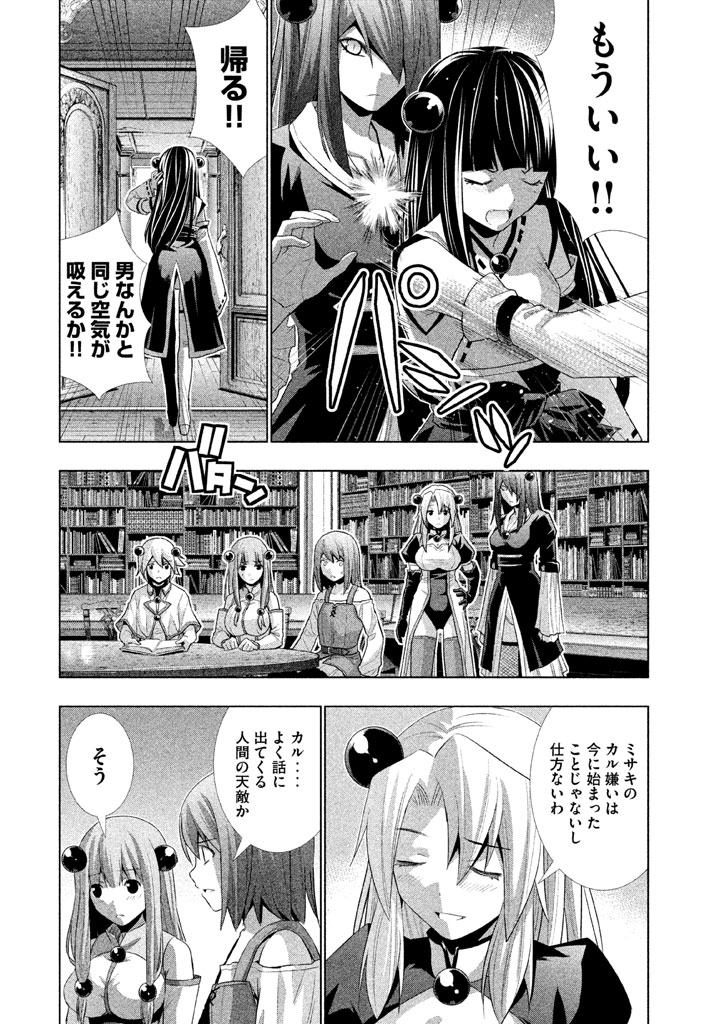 もういい!!
バシッ
帰る!!
男なんかと
同じ空気が
吸えるか!!
バタン
ミサキの
カル嫌いは
今に始まった
ことじゃないし
仕方ないわ
カル‥‥
よく話に
出てくる
人間の天敵か
そう